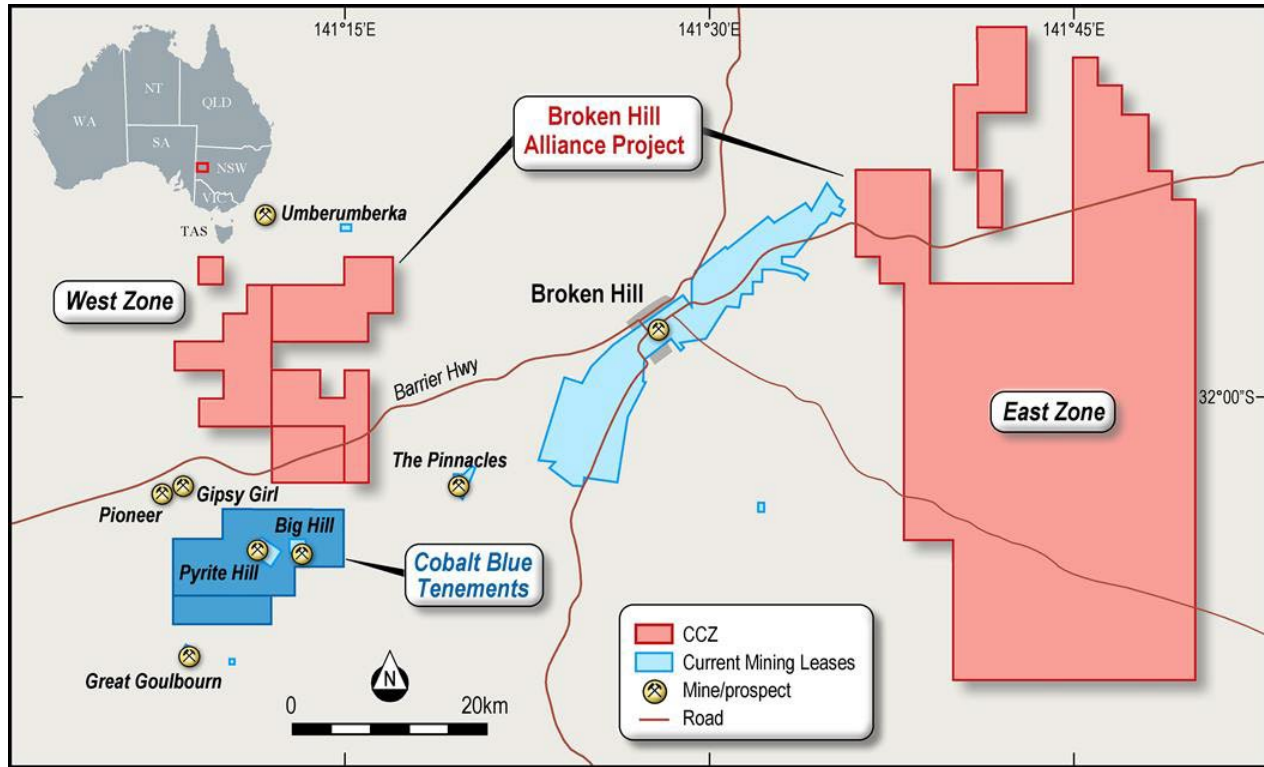 141°15'E
141°30'E
141°45'E
WA
NT
QLD
SA
NSW
VIC
TAS
Broken Hill
Alliance Project
Umberumberka
West Zone
Broken Hill
Barrier Hwy
32°00"S
East Zone
The Pinnacles
Gipsy Girl
Pioneer
Big Hill
Pyrite Hill
Cobalt Blue
Tenements
Great Goulbourn
N
0 20km
CCZ
Current Mining Leases
Mine/prospect
Road